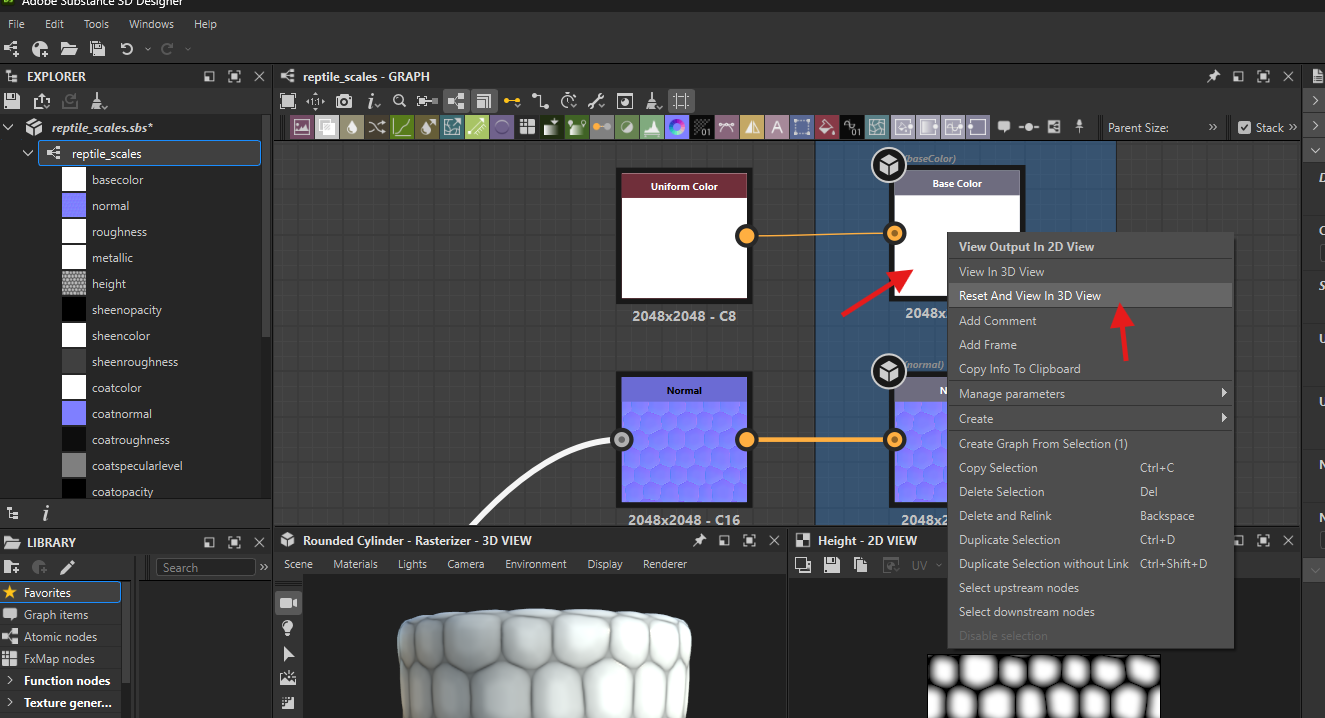 Adobe Substance 3D Designer
File Edit Tools Windows Help
EXPLORER
reptile_scales.sbs*
reptile_scales
basecolor
normal
roughness
metallic
height
sheenopacity
sheencolor
sheenroughness
coatcolor
coatnormal
coatroughness
coatspecularlevel
coatopacity
LIBRARY
Search
Favorites
Graph items
Atomic nodes
FxMap nodes
Function nodes
Texture gener...
reptile_scales - GRAPH
Parent Size:
Stack
Uniform Color
2048x2048 - C8
(baseColor)
Base Color
2048x
Normal
2048x2048 - C16
(normal)
N
2048x2
View Output In 2D View
View In 3D View
Reset And View In 3D View
Add Comment
Add Frame
Copy Info To Clipboard
Manage parameters
Create
Create Graph From Selection (1)
Copy Selection Ctrl+C
Delete Selection Del
Delete and Relink Backspace
Duplicate Selection Ctrl+D
Duplicate Selection without Link Ctrl+Shift+D
Select upstream nodes
Select downstream nodes
Disable selection
Rounded Cylinder - Rasterizer - 3D VIEW
Scene Materials Lights Camera Environment Display Renderer
Height - 2D VIEW
UV